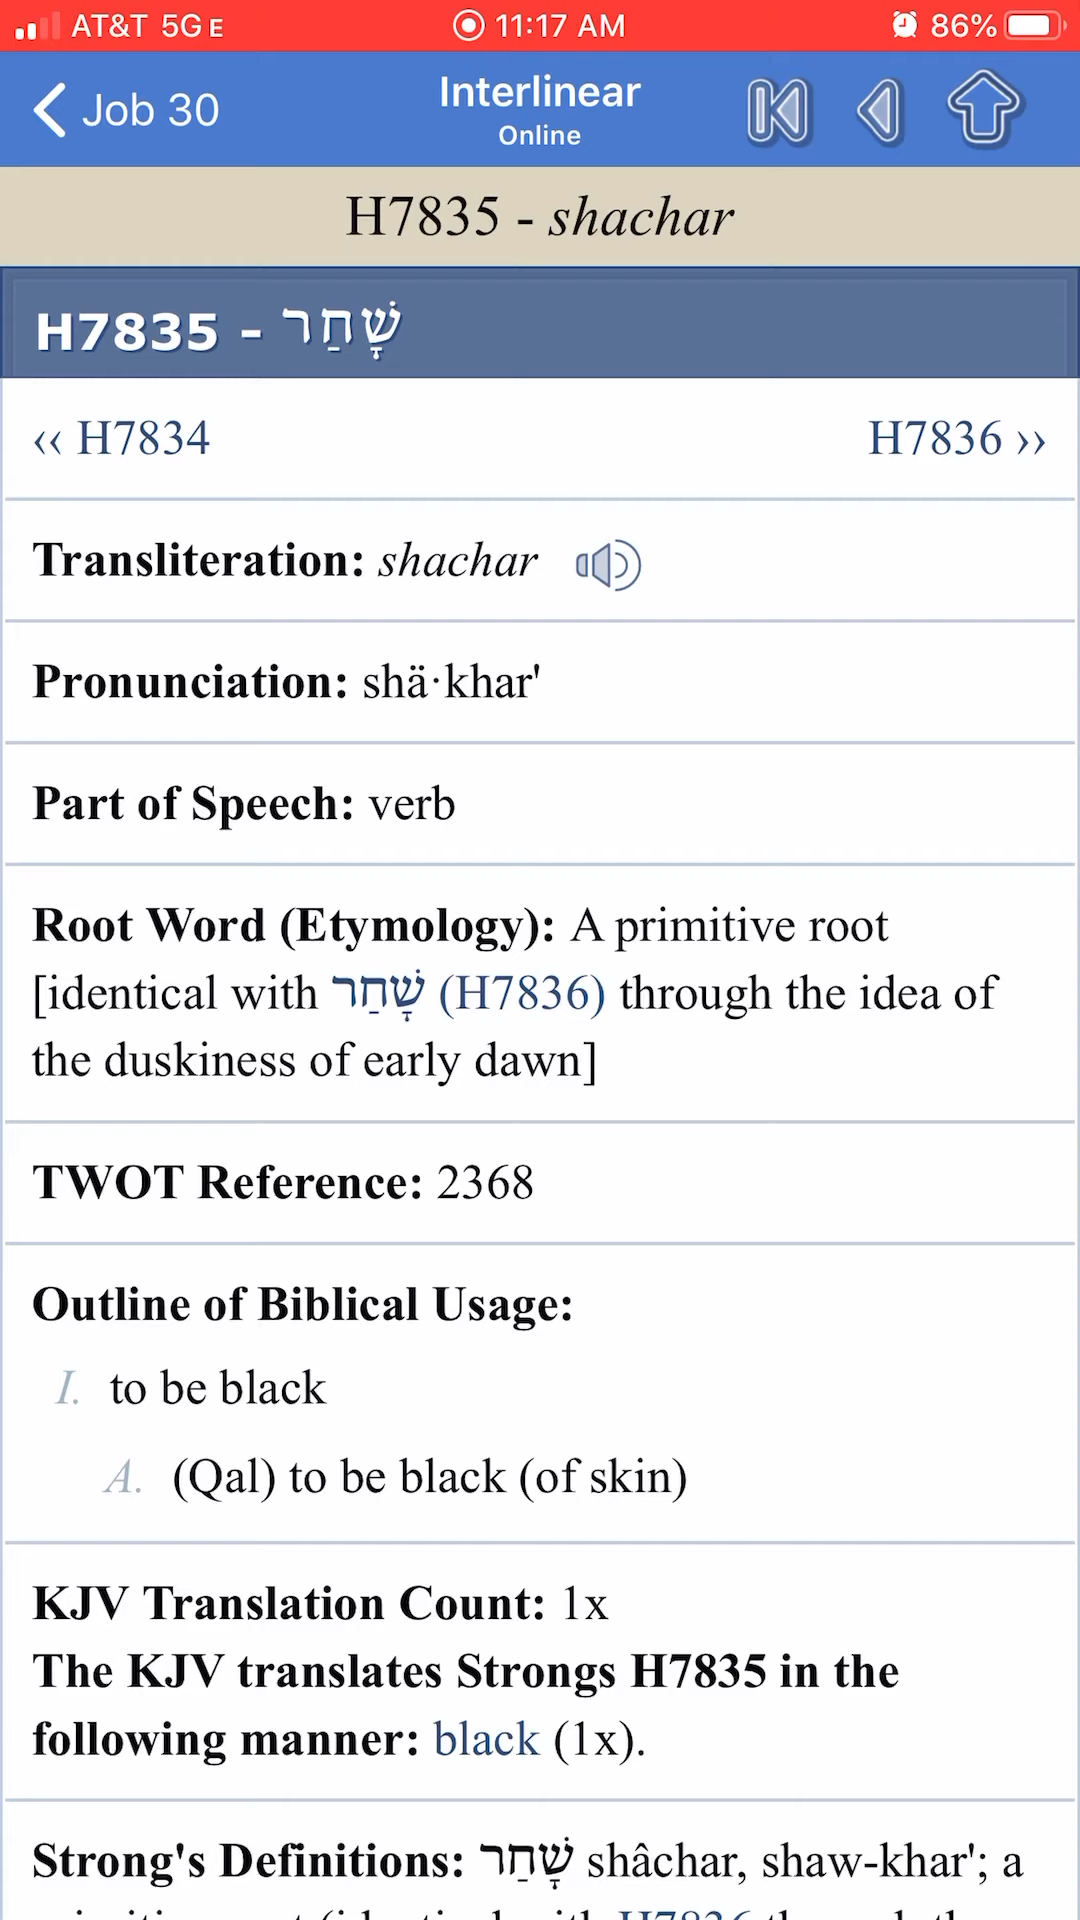 AT&T 5GE 11:17 AM 86%
Job 30 Interlinear
Online
H7835 - shachar
H7835 - שָׁחַר
‹‹ H7834 H7836 ››
Transliteration: shachar
Pronunciation: shä·khar'
Part of Speech: verb
Root Word (Etymology): A primitive root
[identical with שָׁחַר (H7836) through the idea of
the duskiness of early dawn]
TWOT Reference: 2368
Outline of Biblical Usage:
I. to be black
A. (Qal) to be black (of skin)
KJV Translation Count: 1x
The KJV translates Strongs H7835 in the
following manner: black (1x).
Strong's Definitions: שָׁחַר shâchar, shaw-khar'; a